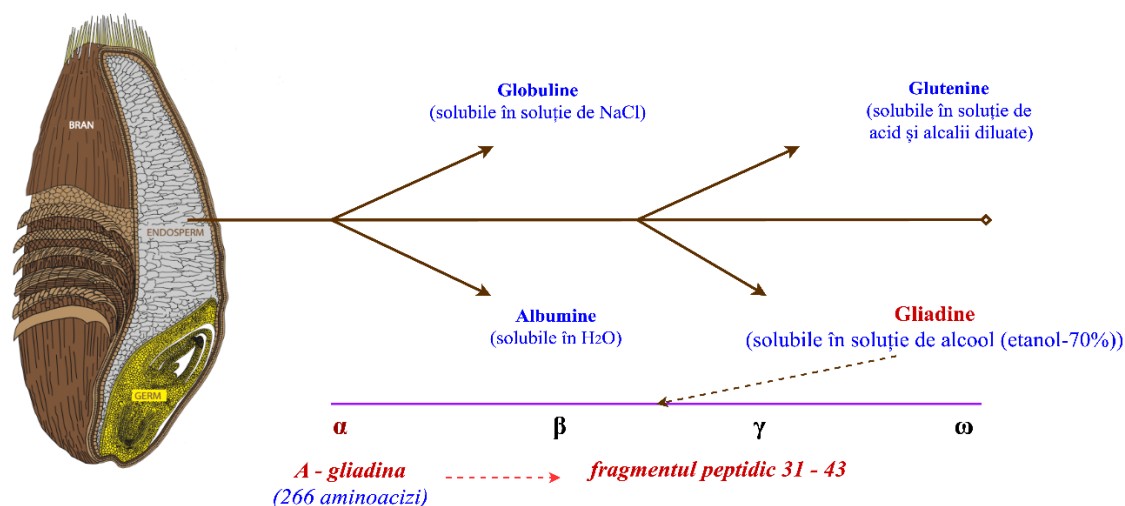 BRAN
ENDOSPERM
GERM
Globuline
(solubile în soluție de NaCl)
Glutenine
(solubile în soluție de
acid și alcalii diluate)
Albumine
(solubile în H2O)
Gliadine
(solubile în soluție de alcool (etanol-70%))
α β γ ω
A - gliadina
(266 aminoacizi)
fragmentul peptidic 31 - 43